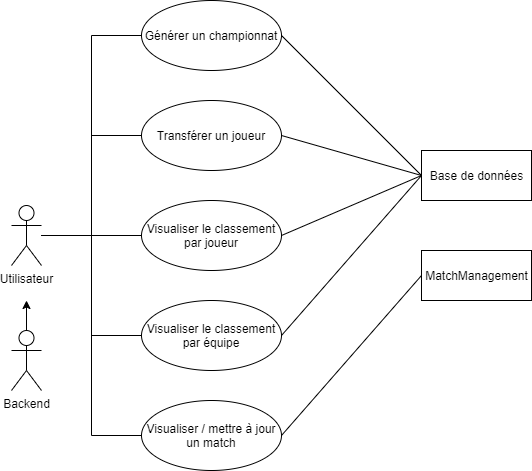 Générer un championnat
Transférer un joueur
Base de données
Visualiser le classement
par joueur
Utilisateur
MatchManagement
Visualiser le classement
par équipe
Backend
Visualiser / mettre à jour
un match